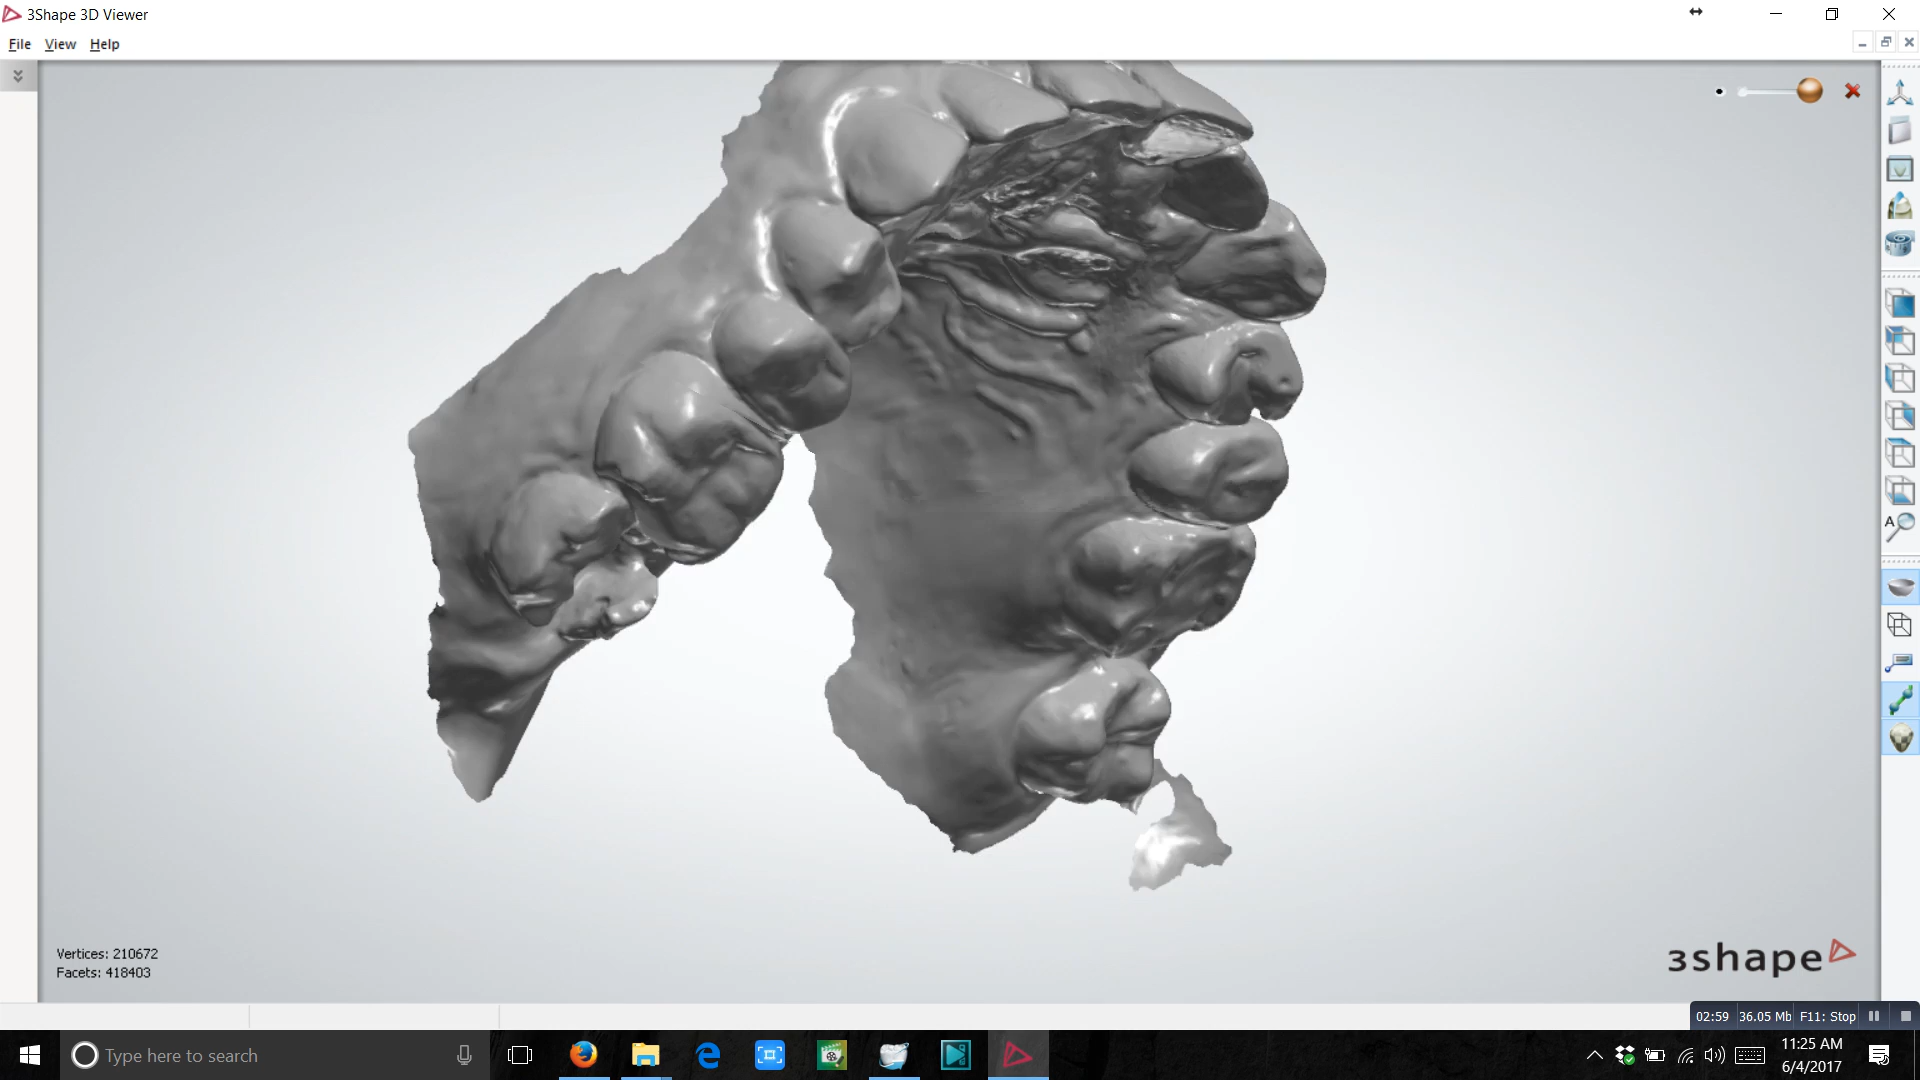 3Shape 3D Viewer
File View Help
A
Vertices: 210672
Facets: 418403
3shape
02:59 36.05 Mb F11: Stop
Type here to search
11:25 AM
6/4/2017